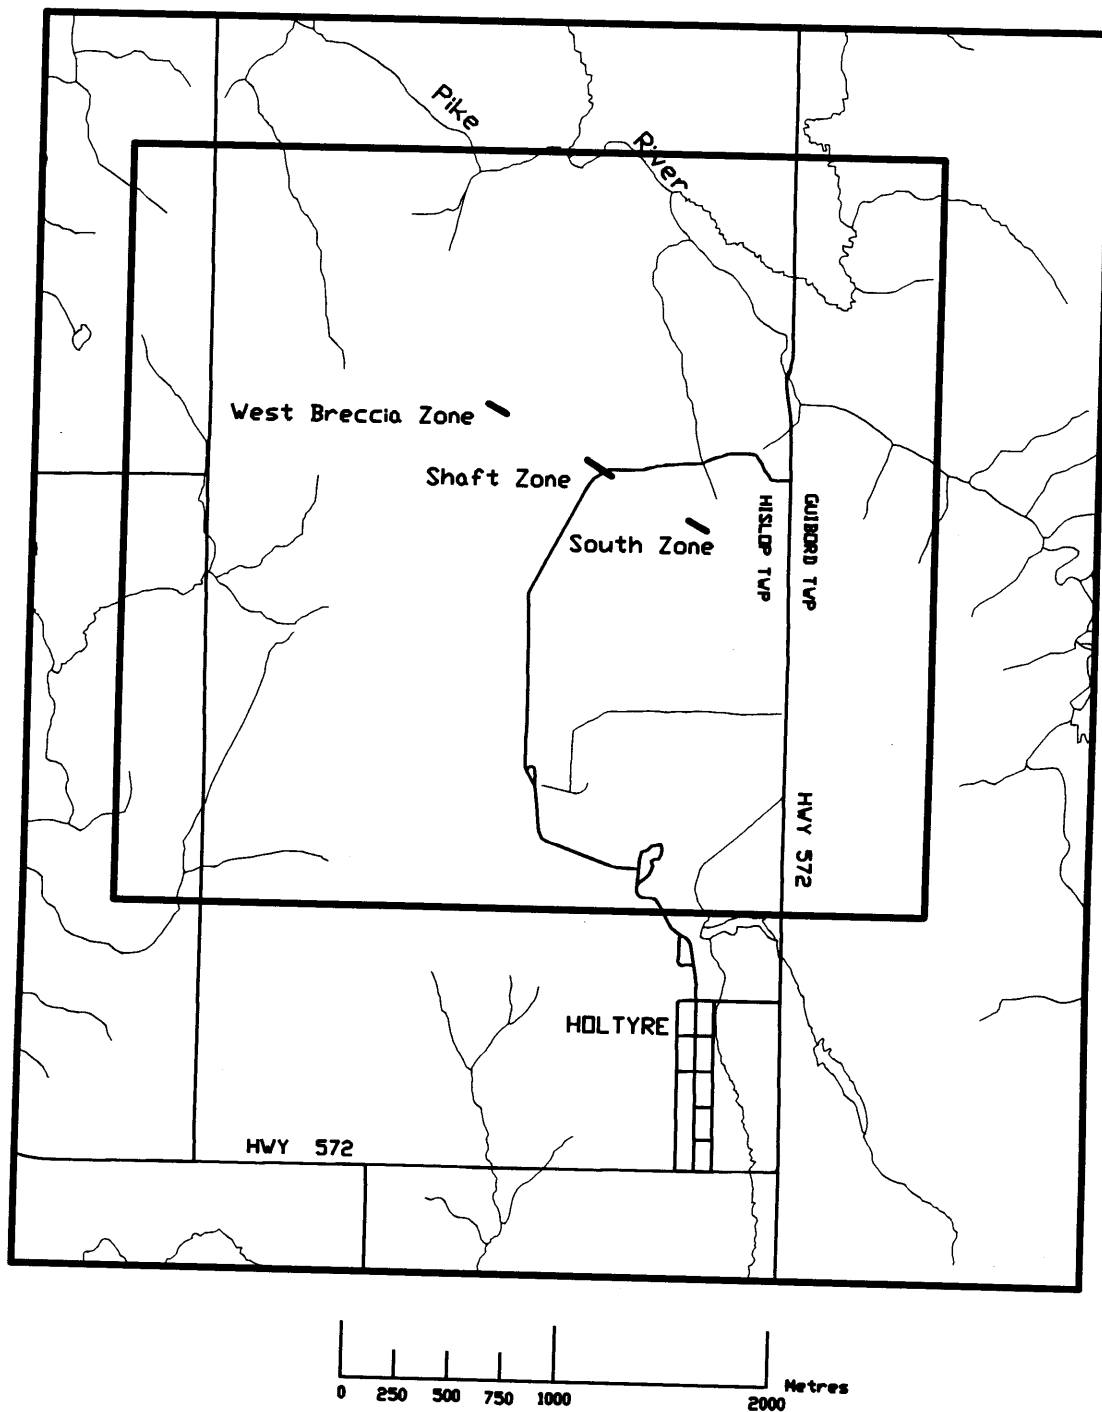 Pike
River
West Breccia Zone
Shaft Zone
South Zone
HISLOP TWP
GUIBORD TWP
HWY 572
HOLTYRE
HWY 572
0 250 500 750 1000 2000 Metres